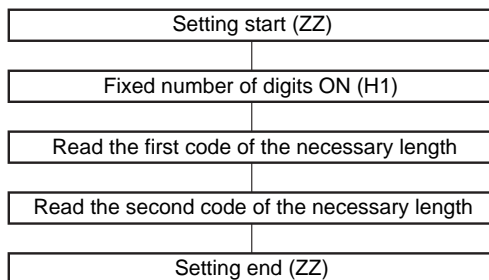 Setting start (ZZ)
Fixed number of digits ON (H1)
Read the first code of the necessary length
Read the second code of the necessary length
Setting end (ZZ)